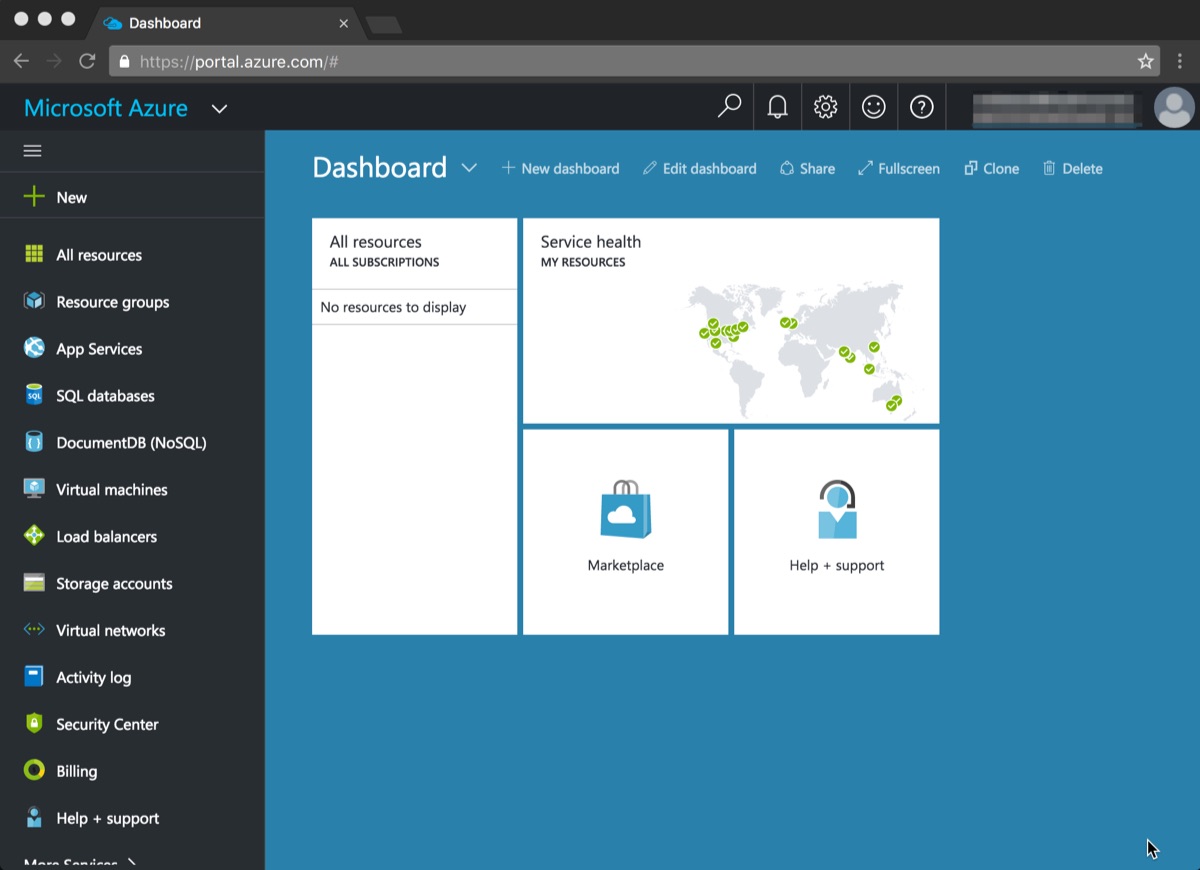 Dashboard
https://portal.azure.com/#
Microsoft Azure
New
All resources
Resource groups
App Services
SQL
SQL databases
DocumentDB (NoSQL)
Virtual machines
Load balancers
Storage accounts
Virtual networks
Activity log
Security Center
Billing
Help + support
More Services
Dashboard
New dashboard
Edit dashboard
Share
Fullscreen
Clone
Delete
All resources
ALL SUBSCRIPTIONS
No resources to display
Service health
MY RESOURCES
Marketplace
Help + support